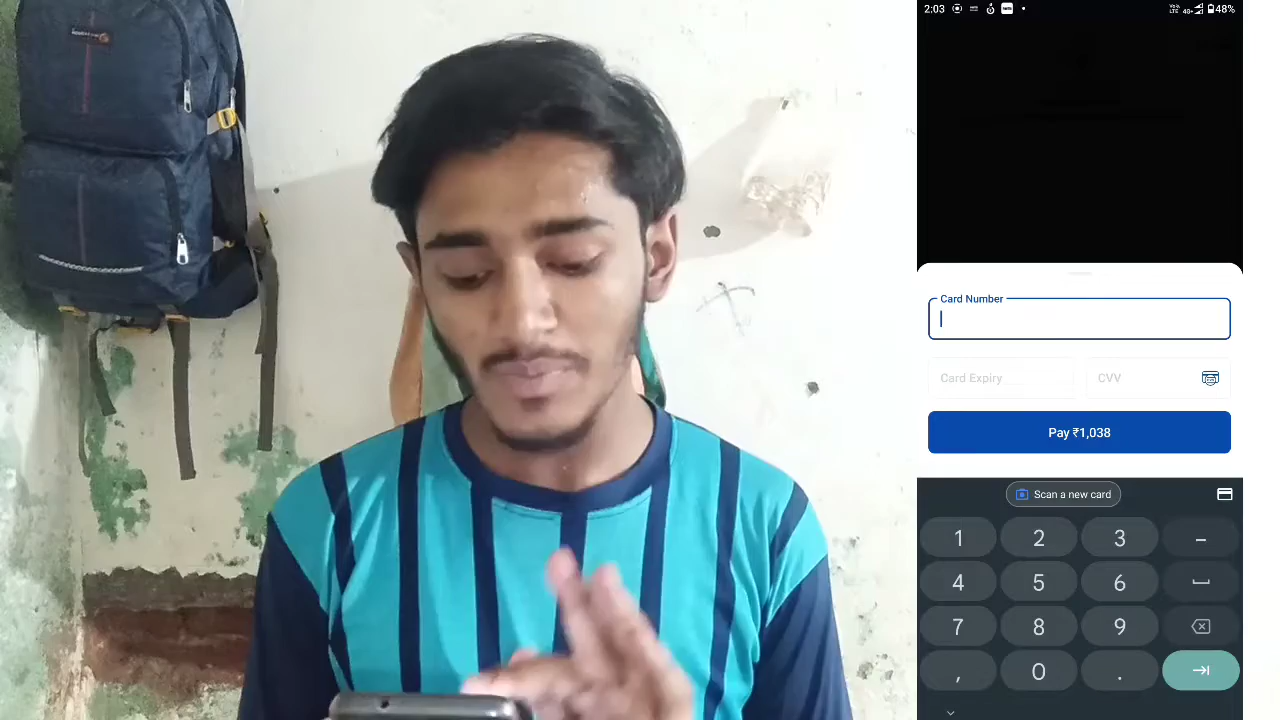 2:03
4G+ 48%
Card Number
Card Expiry
CVV
Pay ₹1,038
Scan a new card
1 2 3 –
4 5 6
7 8 9
, 0 .